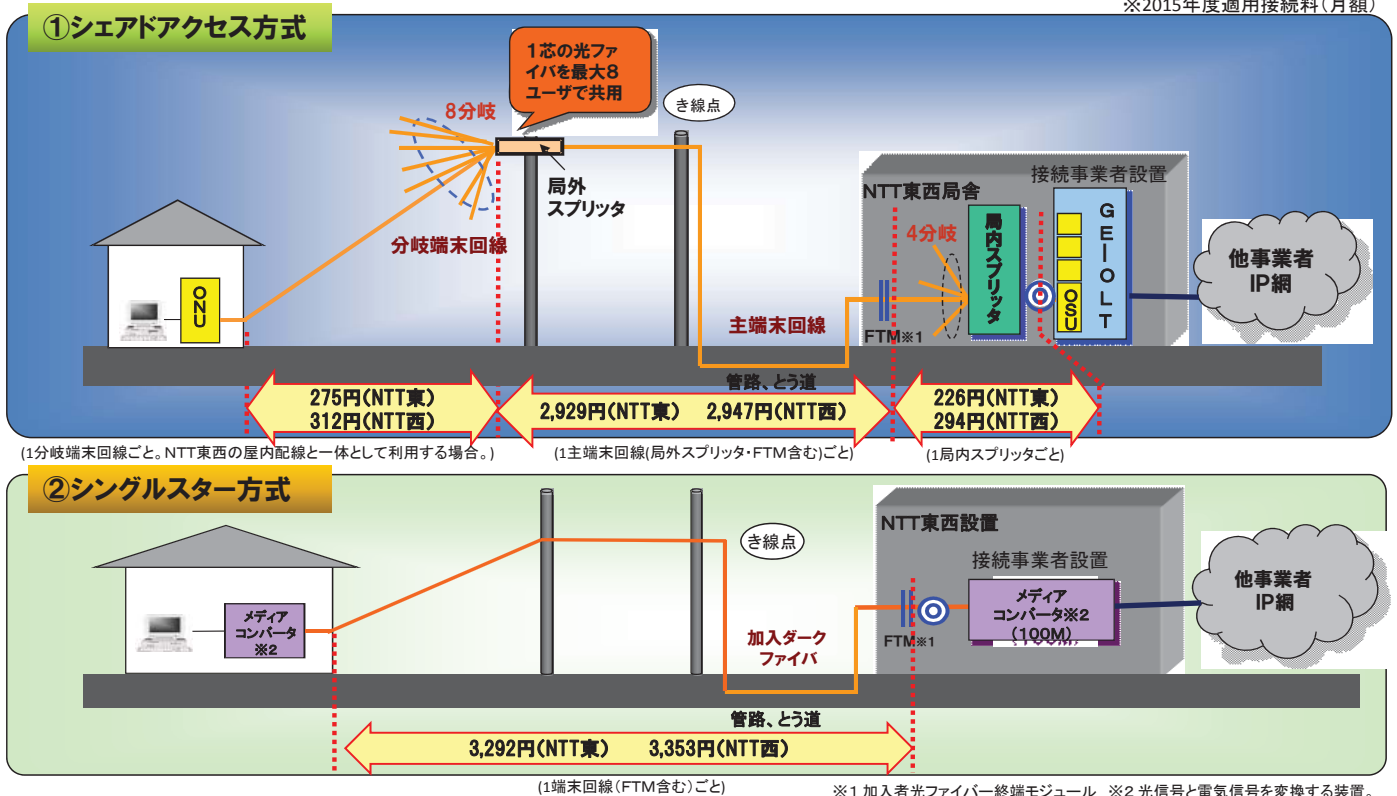 ※2015年度適用接続料(月額)
①シェアドアクセス方式
1芯の光ファ
イバを最大8
ユーザで共用
8分岐
き線点
局外
スプリッタ
分岐端末回線
ONU
NTT東西局舎
接続事業者設置
4分岐
局内スプリッタ
GE|OLT
OSU
他事業者
IP網
主端末回線
FTM※1
管路、とう道
275円(NTT東)
312円(NTT西)
2,929円(NTT東) 2,947円(NTT西)
226円(NTT東)
294円(NTT西)
(1分岐端末回線ごと。NTT東西の屋内配線と一体として利用する場合。)
(1主端末回線(局外スプリッタ・FTM含む)ごと)
(1局内スプリッタごと)
②シングルスター方式
き線点
NTT東西設置
接続事業者設置
メディア
コンバータ
※2
メディア
コンバータ※2
(100M)
他事業者
IP網
加入ダーク
ファイバ
FTM※1
管路、とう道
3,292円(NTT東) 3,353円(NTT西)
(1端末回線(FTM含む)ごと)
※1 加入者光ファイバー終端モジュール ※2 光信号と電気信号を変換する装置。